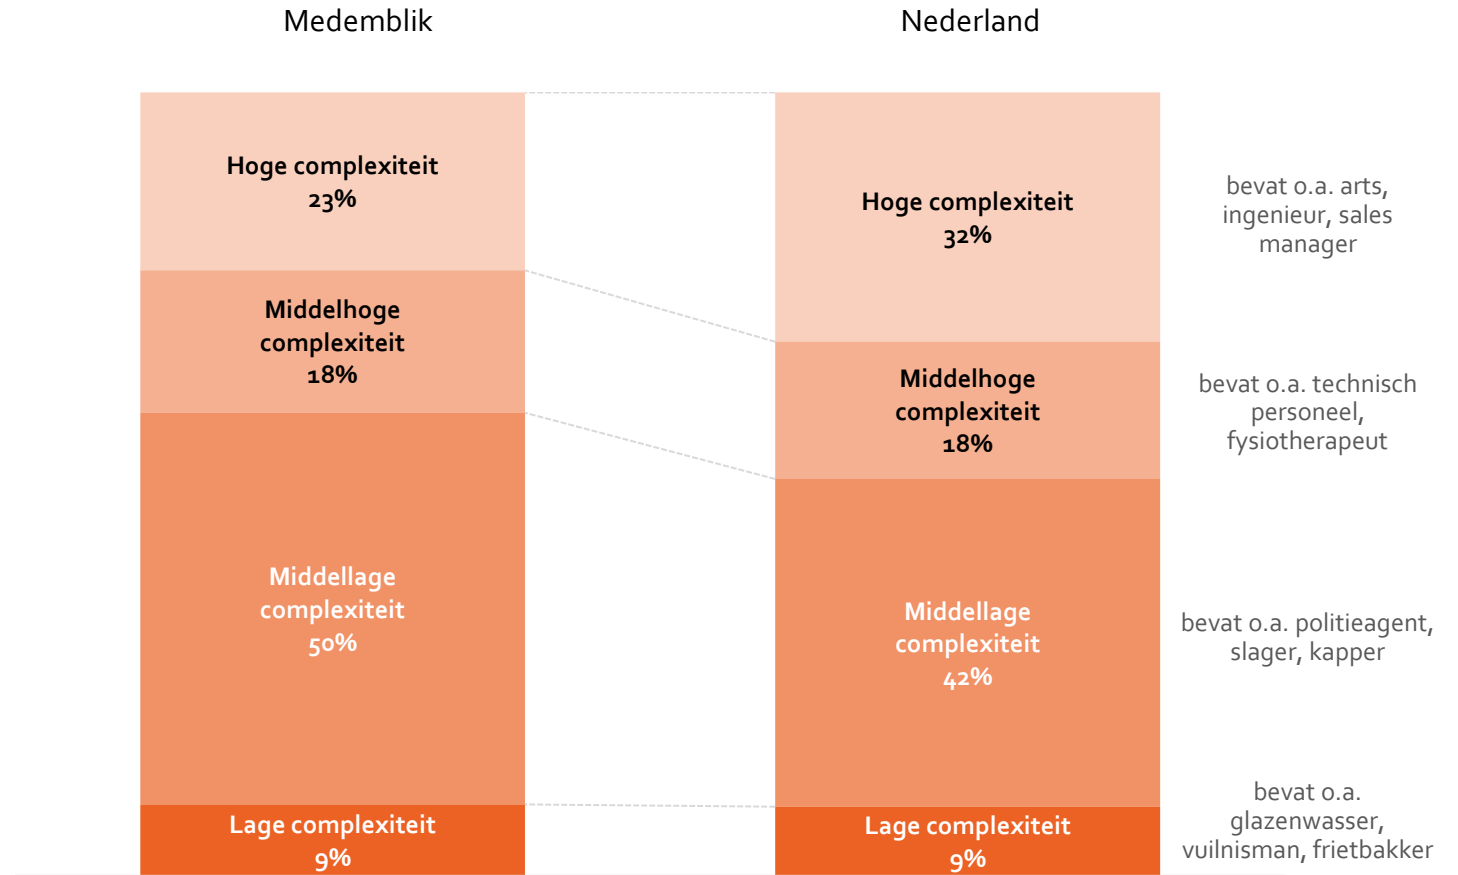 Medemblik
Nederland
Hoge complexiteit
23%
Middelhoge
complexiteit
18%
Middellage
complexiteit
50%
Lage complexiteit
9%
Hoge complexiteit
32%
Middelhoge
complexiteit
18%
Middellage
complexiteit
42%
Lage complexiteit
9%
bevat o.a. arts,
ingenieur, sales
manager
bevat o.a. technisch
personeel,
fysiotherapeut
bevat o.a. politieagent,
slager, kapper
bevat o.a.
glazenwasser,
vuilnisman, frietbakker